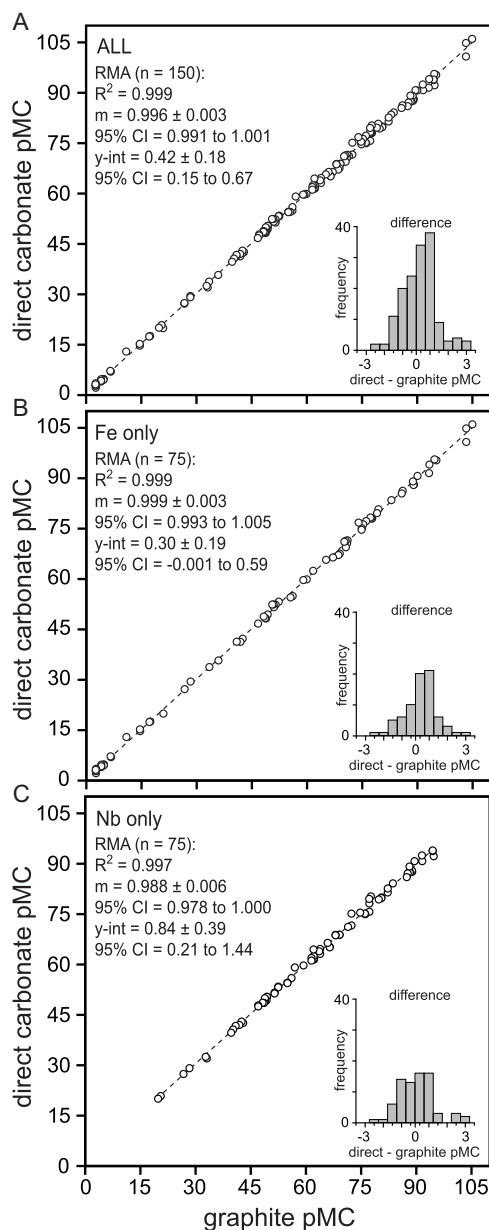 A
ALL
RMA (n = 150):
R² = 0.999
m = 0.996 ± 0.003
95% CI = 0.991 to 1.001
y-int = 0.42 ± 0.18
95% CI = 0.15 to 0.67
direct carbonate pMC
105
90
75
60
45
30
15
0
difference
frequency
40
0
-3 0 3
direct - graphite pMC
B
Fe only
RMA (n = 75):
R² = 0.999
m = 0.999 ± 0.003
95% CI = 0.993 to 1.005
y-int = 0.30 ± 0.19
95% CI = -0.001 to 0.59
direct carbonate pMC
105
90
75
60
45
30
15
0
difference
frequency
40
0
-3 0 3
direct - graphite pMC
C
Nb only
RMA (n = 75):
R² = 0.997
m = 0.988 ± 0.006
95% CI = 0.978 to 1.000
y-int = 0.84 ± 0.39
95% CI = 0.21 to 1.44
direct carbonate pMC
105
90
75
60
45
30
15
0
difference
frequency
40
0
-3 0 3
direct - graphite pMC
0 15 30 45 60 75 90 105
graphite pMC